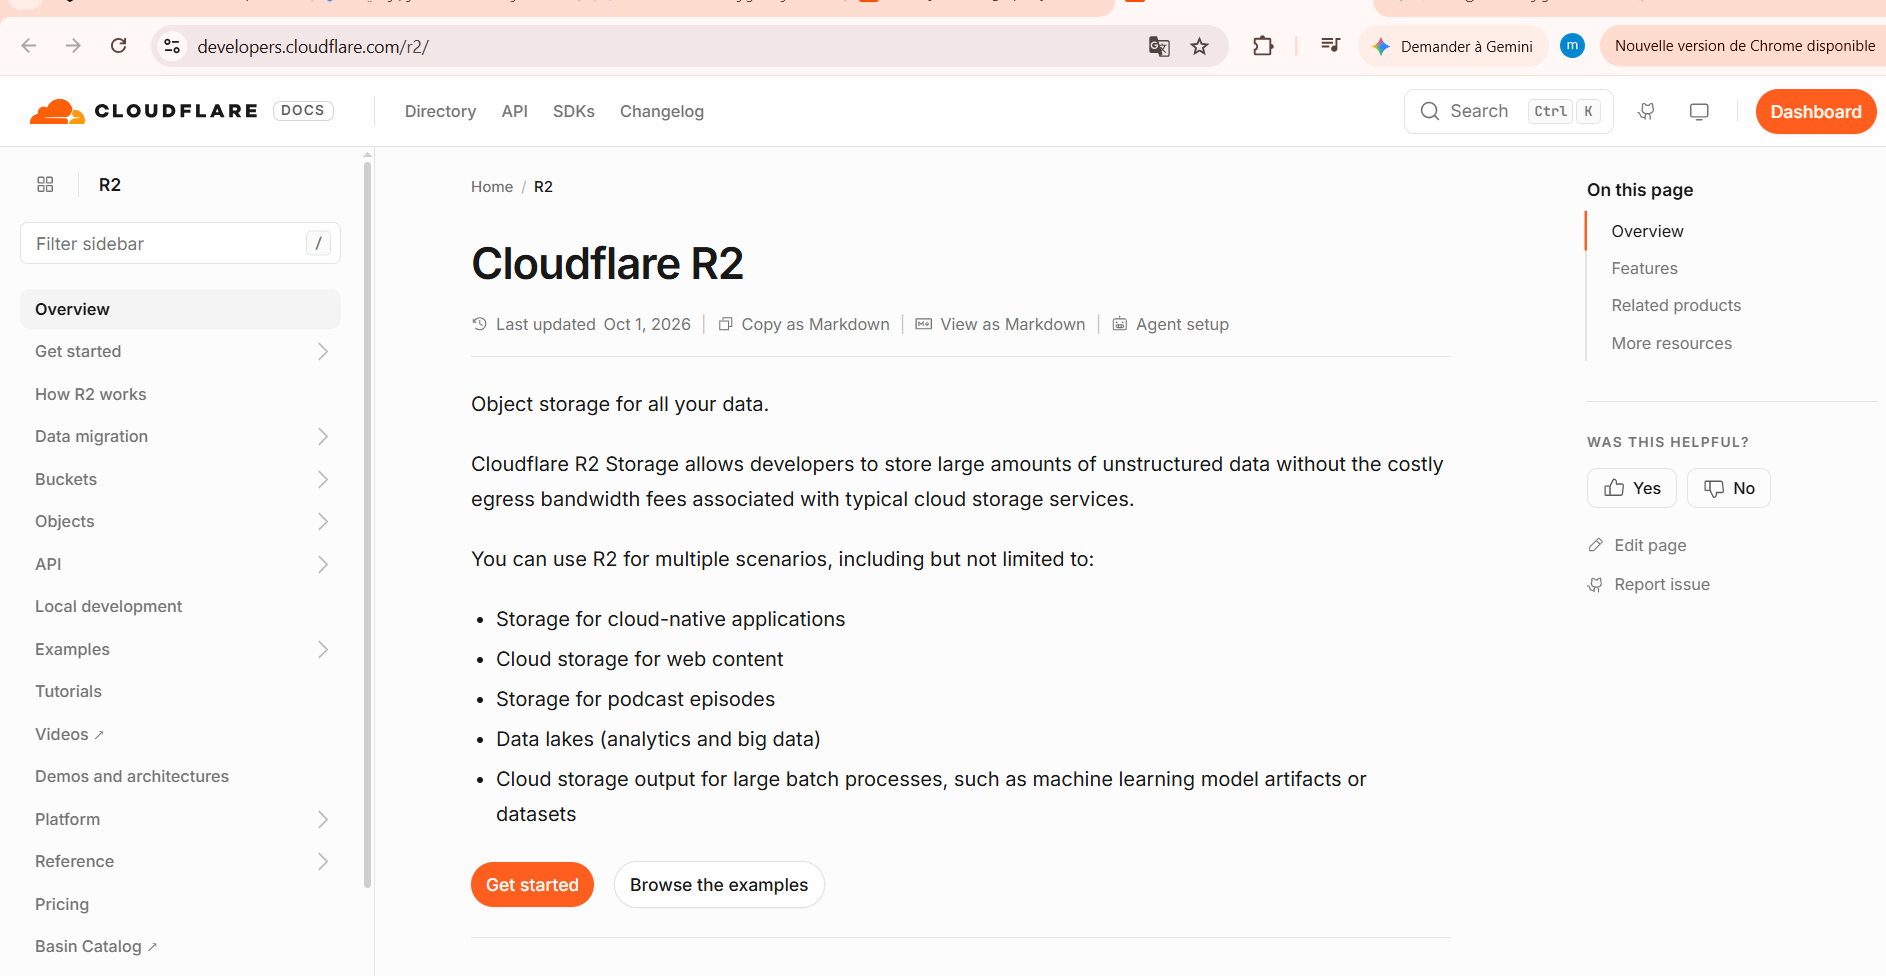 developers.cloudflare.com/r2/
Demander à Gemini
m
Nouvelle version de Chrome disponible
CLOUDFLARE DOCS
Directory API SDKs Changelog
Search Ctrl K
Dashboard
R2
Filter sidebar /
Overview
Get started
How R2 works
Data migration
Buckets
Objects
API
Local development
Examples
Tutorials
Videos ↗
Demos and architectures
Platform
Reference
Pricing
Basin Catalog ↗
Home / R2
Cloudflare R2
Last updated Oct 1, 2026 | Copy as Markdown | View as Markdown | Agent setup
Object storage for all your data.
Cloudflare R2 Storage allows developers to store large amounts of unstructured data without the costly
egress bandwidth fees associated with typical cloud storage services.
You can use R2 for multiple scenarios, including but not limited to:
• Storage for cloud-native applications
• Cloud storage for web content
• Storage for podcast episodes
• Data lakes (analytics and big data)
• Cloud storage output for large batch processes, such as machine learning model artifacts or
datasets
Get started
Browse the examples
On this page
Overview
Features
Related products
More resources
WAS THIS HELPFUL?
Yes No
Edit page
Report issue